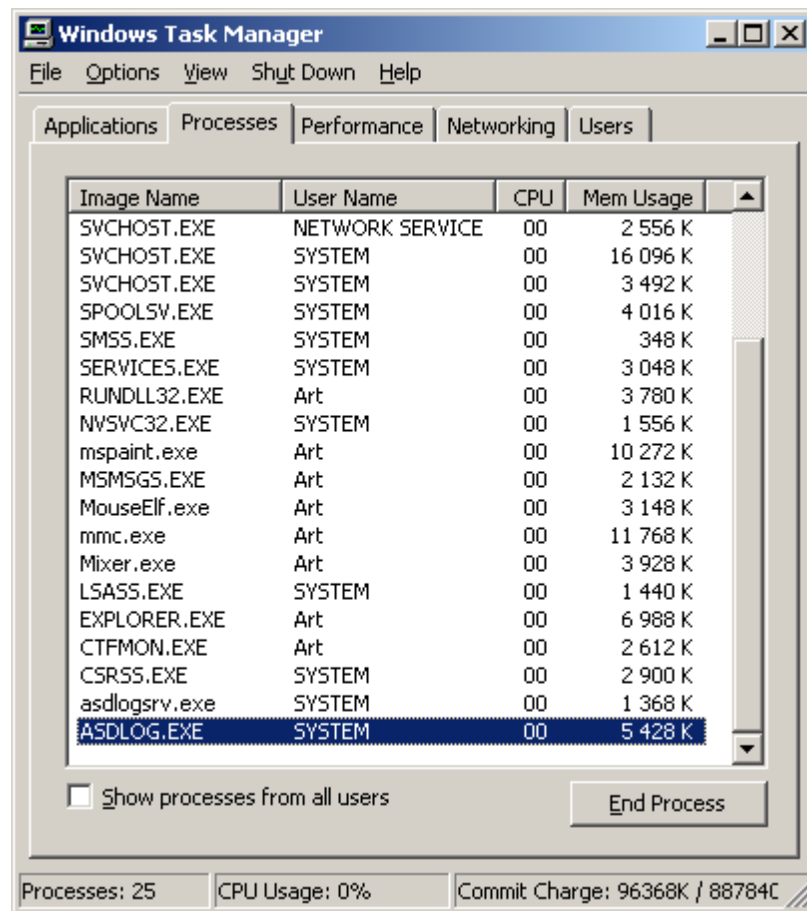 Windows Task Manager
File Options View Shut Down Help
Applications Processes Performance Networking Users
Image Name User Name CPU Mem Usage
SVCHOST.EXE NETWORK SERVICE 00 2 556 K
SVCHOST.EXE SYSTEM 00 16 096 K
SVCHOST.EXE SYSTEM 00 3 492 K
SPOOLSV.EXE SYSTEM 00 4 016 K
SMSS.EXE SYSTEM 00 348 K
SERVICES.EXE SYSTEM 00 3 048 K
RUNDLL32.EXE Art 00 3 780 K
NVSVC32.EXE SYSTEM 00 1 556 K
mspaint.exe Art 00 10 272 K
MSMSGS.EXE Art 00 2 132 K
MouseElf.exe Art 00 3 148 K
mmc.exe Art 00 11 768 K
Mixer.exe Art 00 3 928 K
LSASS.EXE SYSTEM 00 1 440 K
EXPLORER.EXE Art 00 6 988 K
CTFMON.EXE Art 00 2 612 K
CSRSS.EXE SYSTEM 00 2 900 K
asdlogsrv.exe SYSTEM 00 1 368 K
ASDLOG.EXE SYSTEM 00 5 428 K
Show processes from all users End Process
Processes: 25 CPU Usage: 0% Commit Charge: 96368K /